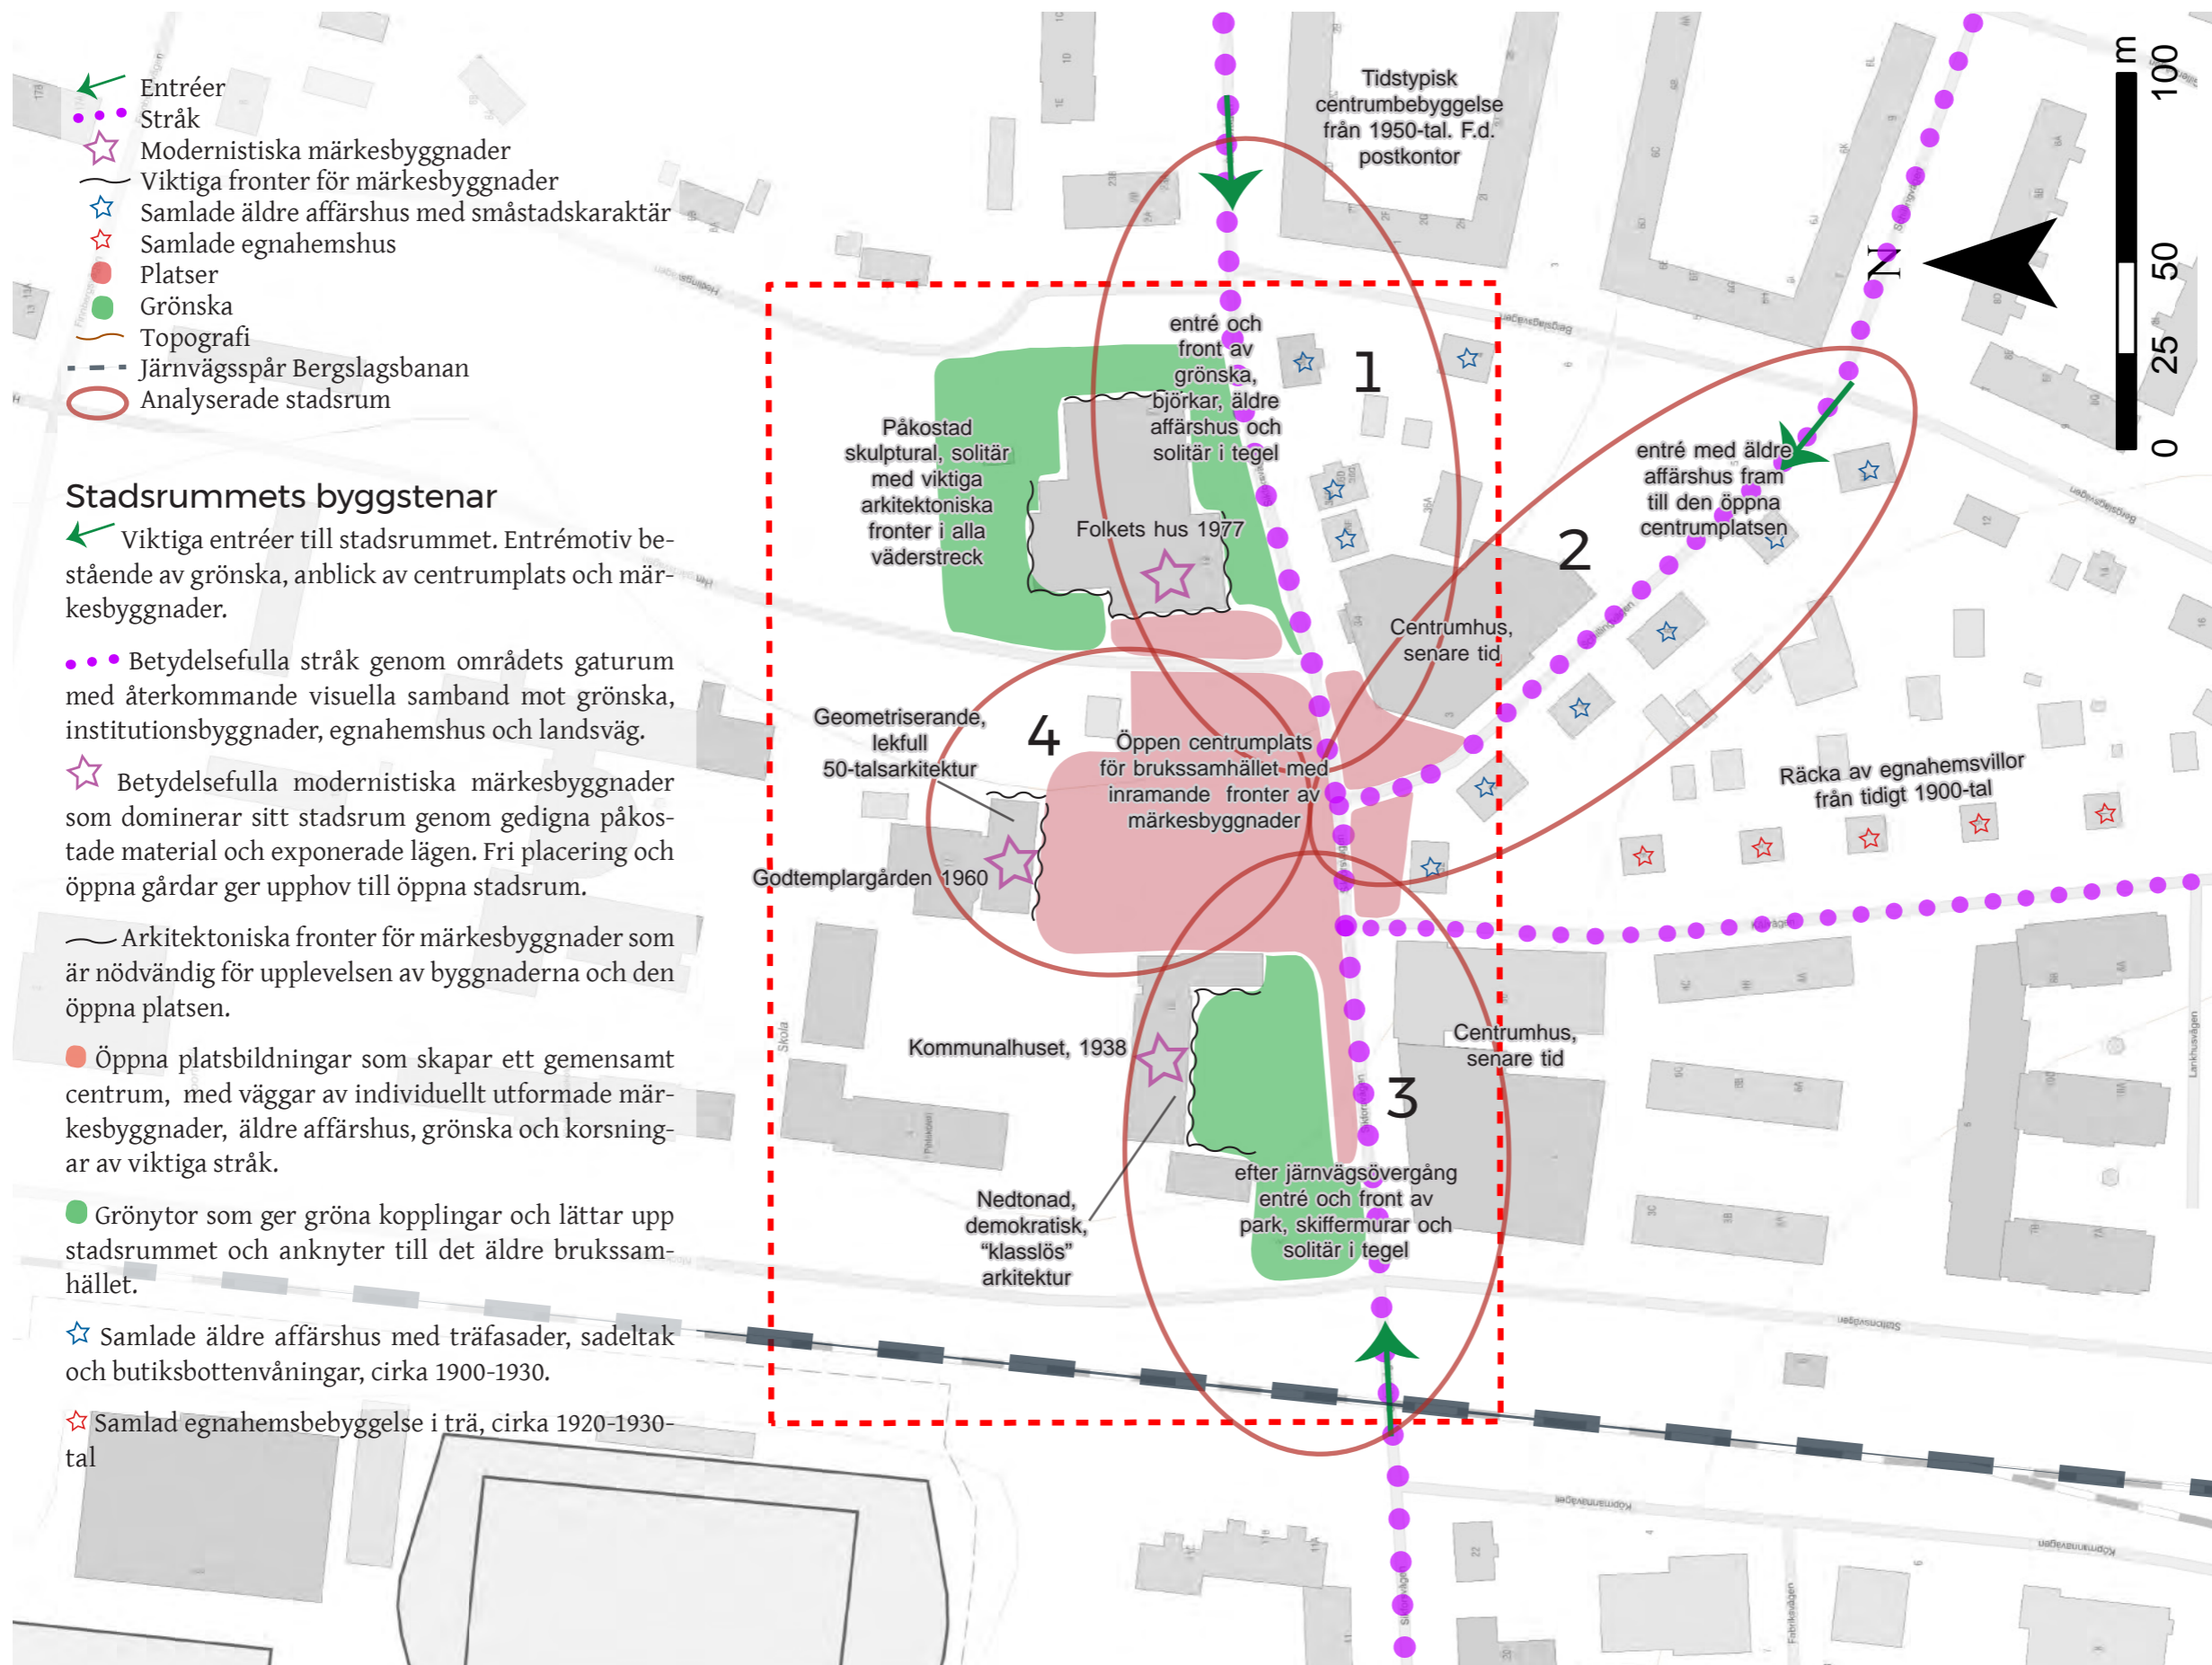 Entréer
Stråk
Modernistiska märkesbyggnader
Viktiga fronter för märkesbyggnader
Samlade äldre affärshus med småstadskaraktär
Samlade egnahemshus
Platser
Grönska
Topografi
Järnvägsspår Bergslagsbanan
Analyserade stadsrum
Stadsrummets byggstenar
Viktiga entréer till stadsrummet. Entrémotiv be-
stående av grönska, anblick av centrumplats och mär-
kesbyggnader.
Betydelsefulla stråk genom områdets gaturum
med återkommande visuella samband mot grönska,
institutionsbyggnader, egnahemshus och landsväg.
Betydelsefulla modernistiska märkesbyggnader
som dominerar sitt stadsrum genom gedigna påkos-
tade material och exponerade lägen. Fri placering och
öppna gårdar ger upphov till öppna stadsrum.
Arkitektoniska fronter för märkesbyggnader som
är nödvändig för upplevelsen av byggnaderna och den
öppna platsen.
Öppna platsbildningar som skapar ett gemensamt
centrum, med väggar av individuellt utformade mär-
kesbyggnader, äldre affärshus, grönska och korsning-
ar av viktiga stråk.
Grönytor som ger gröna kopplingar och lättar upp
stadsrummet och anknyter till det äldre brukssam-
hället.
Samlade äldre affärshus med träfasader, sadeltak
och butiksbottenvåningar, cirka 1900-1930.
Samlad egnahemsbebyggelse i trä, cirka 1920-1930-
tal
Tidstypisk
centrumbebyggelse
från 1950-tal. F.d.
postkontor
m
100
50
25
0
N
entré och
front av
grönska,
björkar, äldre
affärshus och
solitär i tegel
1
Påkostad
skulptural, solitär
med viktiga
arkitektoniska
fronter i alla
väderstreck
Folkets hus 1977
entré med äldre
affärshus fram
till den öppna
centrumplatsen
2
Centrumhus,
senare tid
Geometriserande,
lekfull
50-talsarkitektur
4
Öppen centrumplats
för brukssamhället med
inramande fronter av
märkesbyggnader
Räcka av egnahemsvillor
från tidigt 1900-tal
Godtemplargården 1960
Kommunalhuset, 1938
Centrumhus,
senare tid
3
Nedtonad,
demokratisk,
“klasslös”
arkitektur
efter järnvägsövergång
entré och front av
park, skiffermurar och
solitär i tegel
Skola
Bergslagsvägen
Bergslagsvägen
Stationsvägen
Köpmannavägen
Köpmannavägen
Fabriksvägen
Lankhusvägen